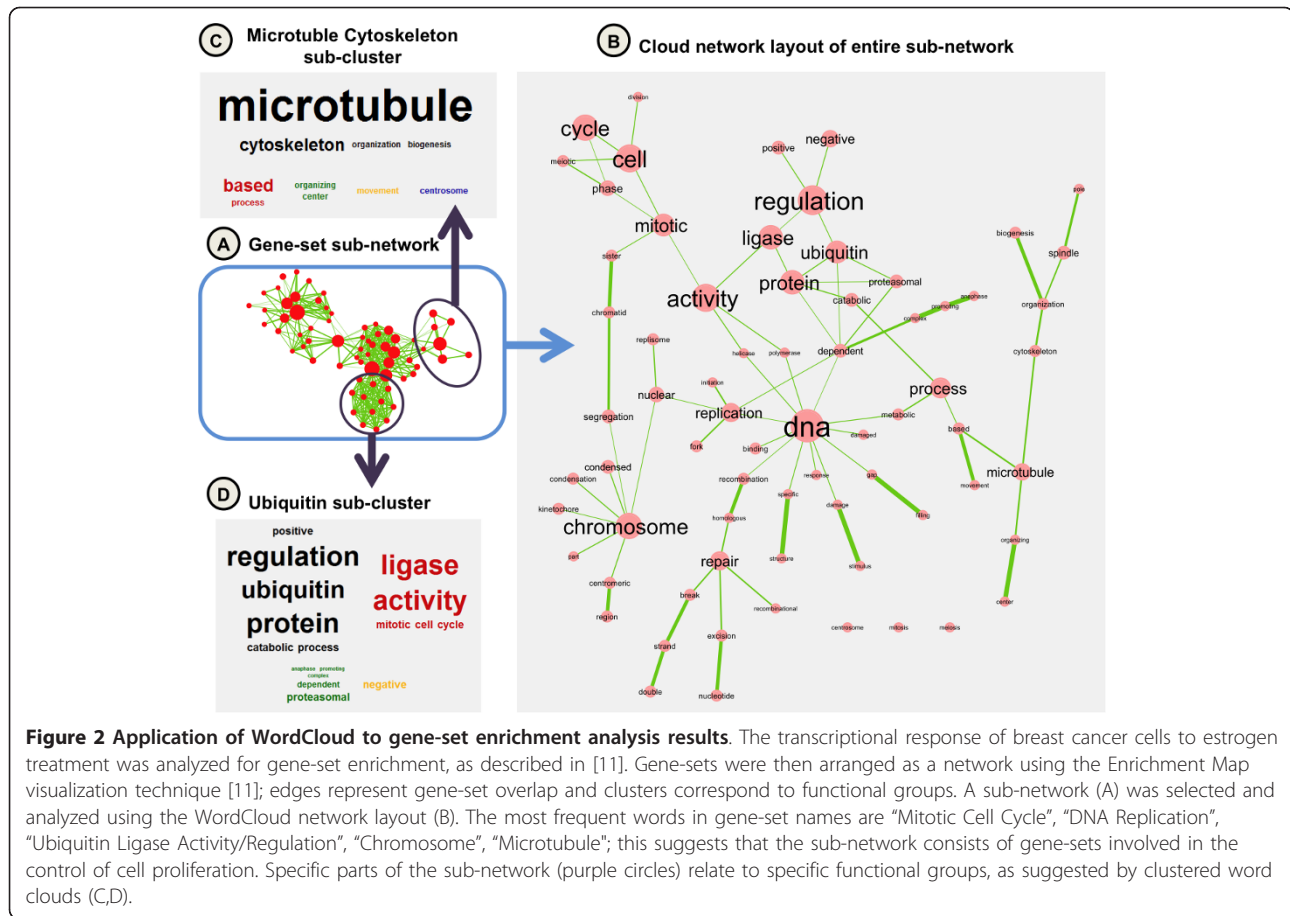 C Microtuble Cytoskeleton
sub-cluster
microtubule
cytoskeleton organization biogenesis
based organizing movement centrosome
process center
A Gene-set sub-network
D Ubiquitin sub-cluster
positive
regulation
ubiquitin
protein
catabolic process
ligase
activity
mitotic cell cycle
anaphase promoting
complex
dependent
proteasomal
negative
B Cloud network layout of entire sub-network
division
cycle
cell
meiotic
phase
mitotic
positive
negative
regulation
ligase
ubiquitin
protein
proteasomal
catabolic
activity
sister
chromatid
replisome
helicase
polymerase
dependent
complex
promoting
anaphase
pole
biogenesis
spindle
organization
cytoskeleton
nuclear
initiation
segregation
replication
fork
dna
binding
damaged
metabolic
process
based
microtubule
movement
condensed
condensation
kinetochore
chromosome
peri
centromeric
region
recombination
homologous
specific
response
damage
gap
filling
structure
stimulus
organizing
center
repair
break
recombinational
excision
strand
double
nucleotide
centrosome
mitosis
meiosis
Figure 2 Application of WordCloud to gene-set enrichment analysis results. The transcriptional response of breast cancer cells to estrogen
treatment was analyzed for gene-set enrichment, as described in [11]. Gene-sets were then arranged as a network using the Enrichment Map
visualization technique [11]; edges represent gene-set overlap and clusters correspond to functional groups. A sub-network (A) was selected and
analyzed using the WordCloud network layout (B). The most frequent words in gene-set names are “Mitotic Cell Cycle”, “DNA Replication”,
“Ubiquitin Ligase Activity/Regulation”, “Chromosome”, “Microtubule"; this suggests that the sub-network consists of gene-sets involved in the
control of cell proliferation. Specific parts of the sub-network (purple circles) relate to specific functional groups, as suggested by clustered word
clouds (C,D).